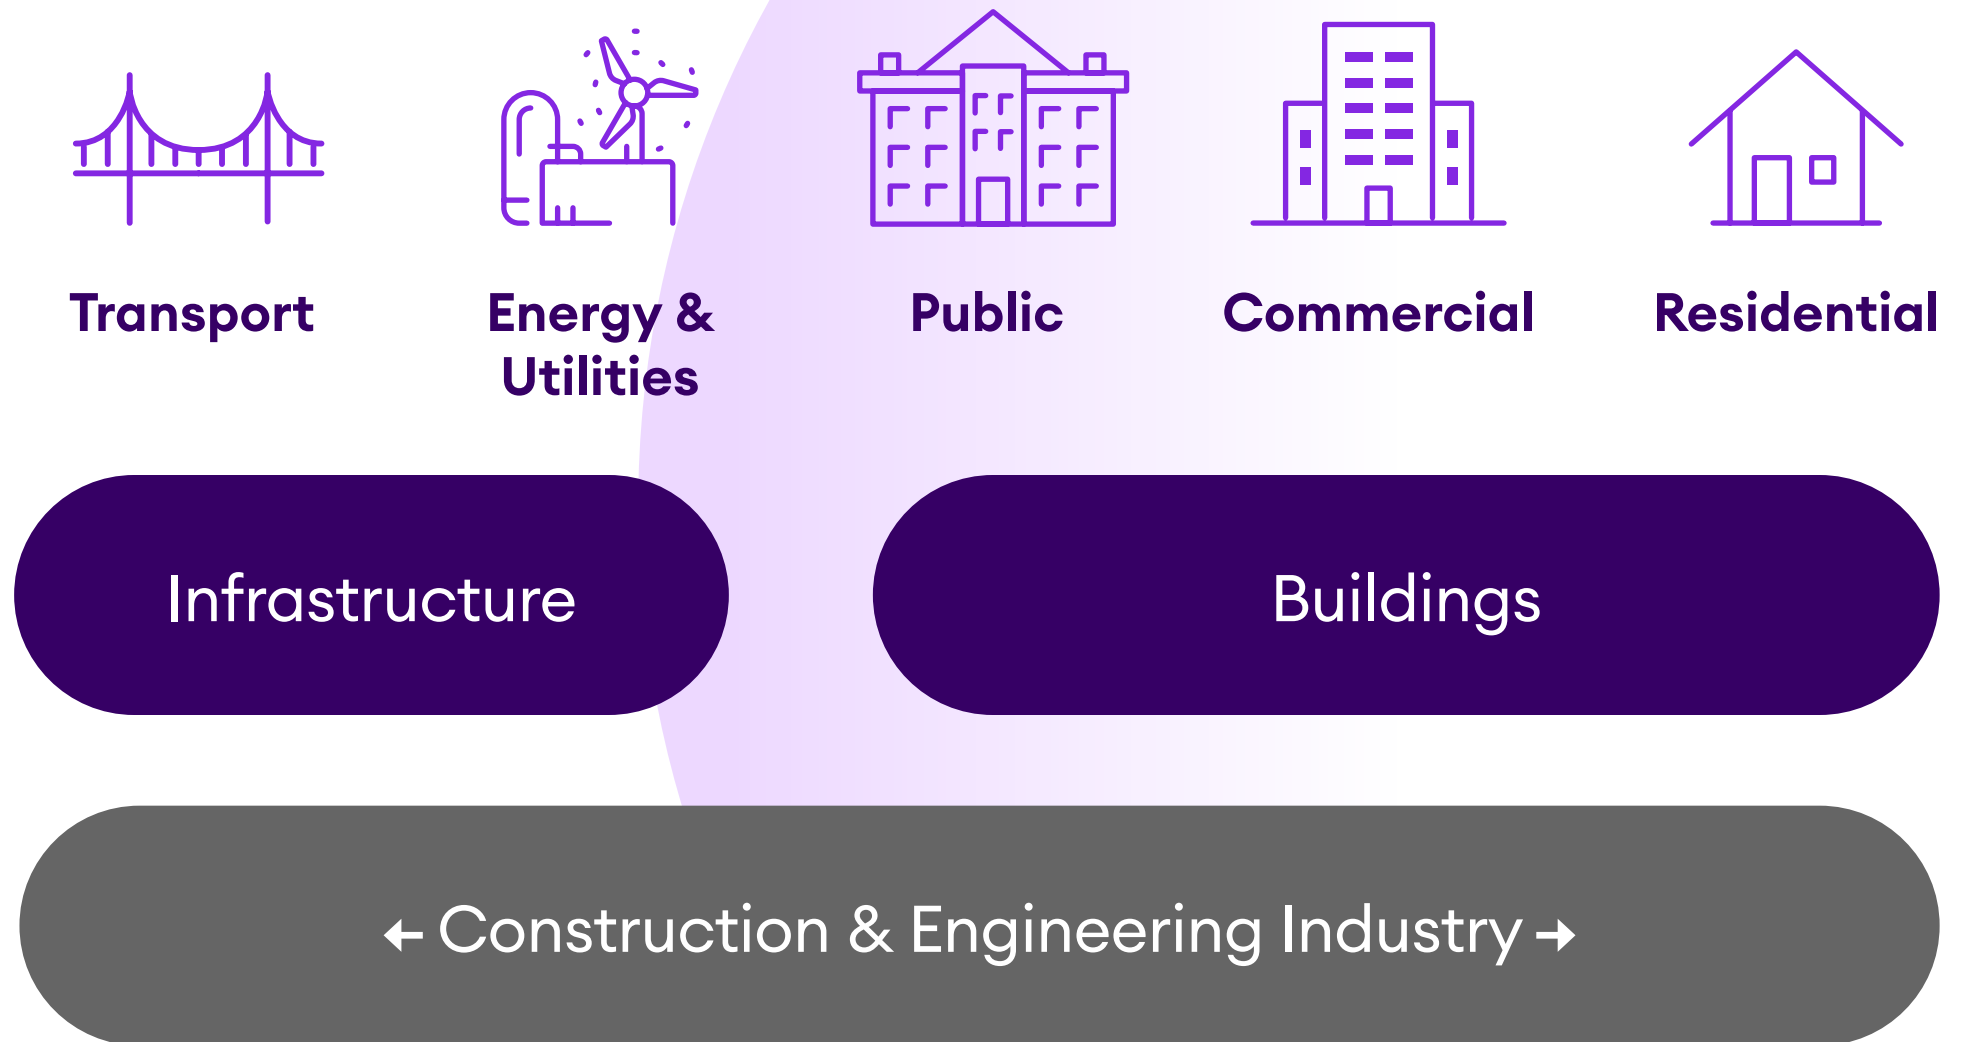 Transport
Energy &
Utilities
Public
Commercial
Residential
Infrastructure
Buildings
← Construction & Engineering Industry →